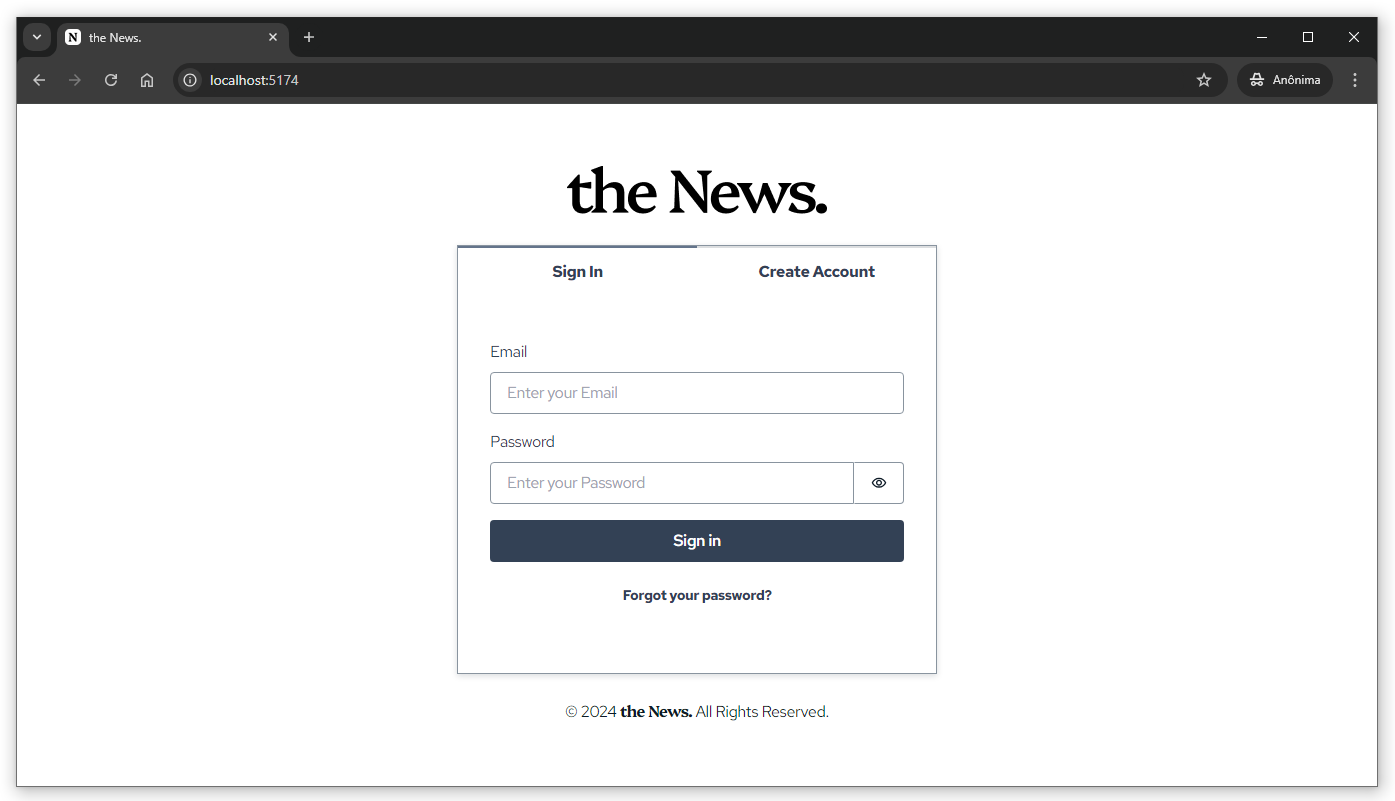 N the News.
localhost:5174
Anônima
the News.
Sign In Create Account
Email
Enter your Email
Password
Enter your Password
Sign in
Forgot your password?
© 2024 the News. All Rights Reserved.